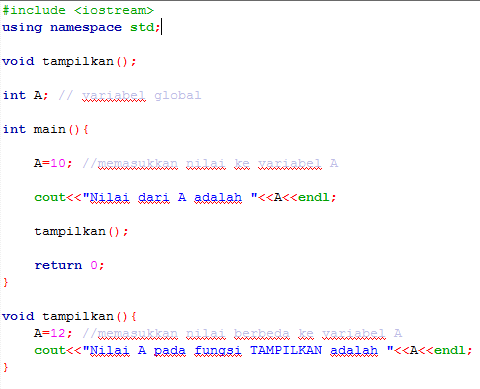 #include <iostream>
using namespace std;
void tampilkan();
int A; // variabel global
int main(){
A=10; //memasukkan nilai ke variabel A
cout<<"Nilai dari A adalah "<<A<<endl;
tampilkan();
return 0;
}
void tampilkan(){
A=12; //memasukkan nilai berbeda ke variabel A
cout<<"Nilai A pada fungsi TAMPILKAN adalah "<<A<<endl;
}